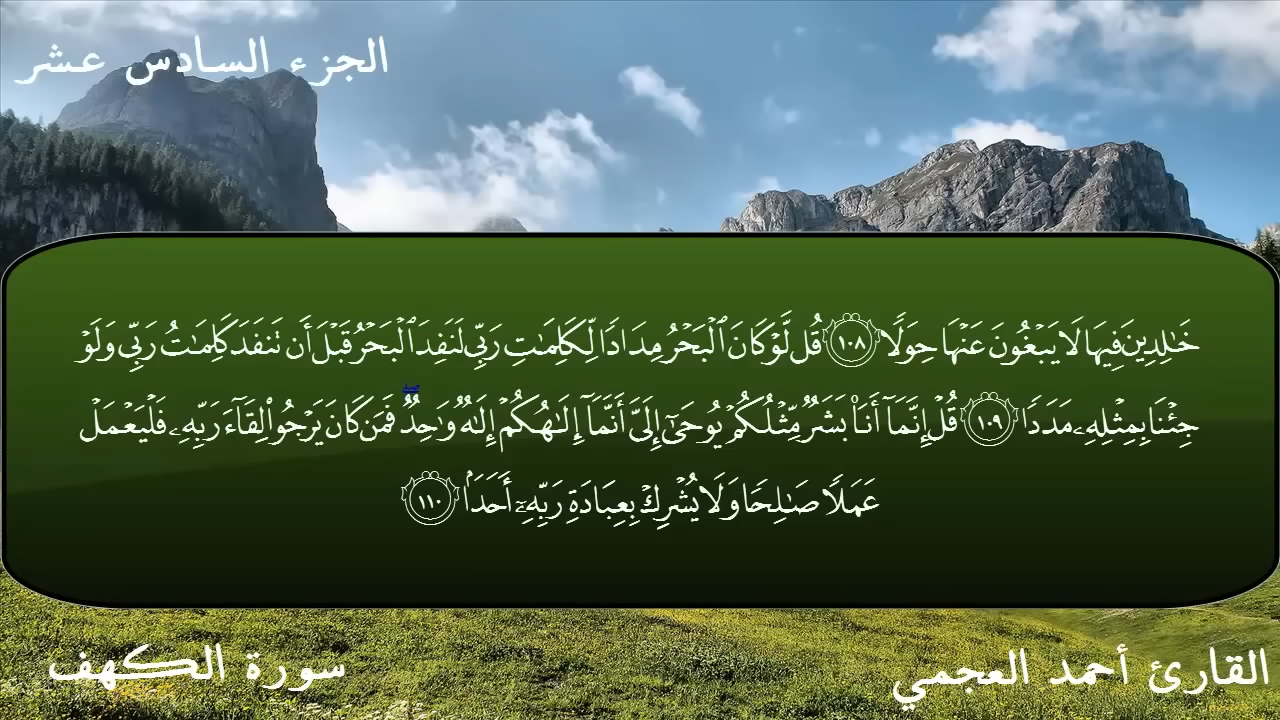 الجزء السادس عشر
خَٰلِدِينَ فِيهَا لَا يَبْغُونَ عَنْهَا حِوَلًا ١٠٨ قُل لَّوْ كَانَ ٱلْبَحْرُ مِدَادًا لِّكَلِمَٰتِ رَبِّى لَنَفِدَ ٱلْبَحْرُ قَبْلَ أَن تَنفَدَ كَلِمَٰتُ رَبِّى وَلَوْ
جِئْنَا بِمِثْلِهِۦ مَدَدًا ١٠٩ قُلْ إِنَّمَآ أَنَا۠ بَشَرٌ مِّثْلُكُمْ يُوحَىٰٓ إِلَىَّ أَنَّمَآ إِلَٰهُكُمْ إِلَٰهٌ وَٰحِدٌ ۖ فَمَن كَانَ يَرْجُوا۟ لِقَآءَ رَبِّهِۦ فَلْيَعْمَلْ
عَمَلًا صَٰلِحًا وَلَا يُشْرِكْ بِعِبَادَةِ رَبِّهِۦٓ أَحَدًۢا ١١٠
القارئ أحمد العجمي
سورة الكهف